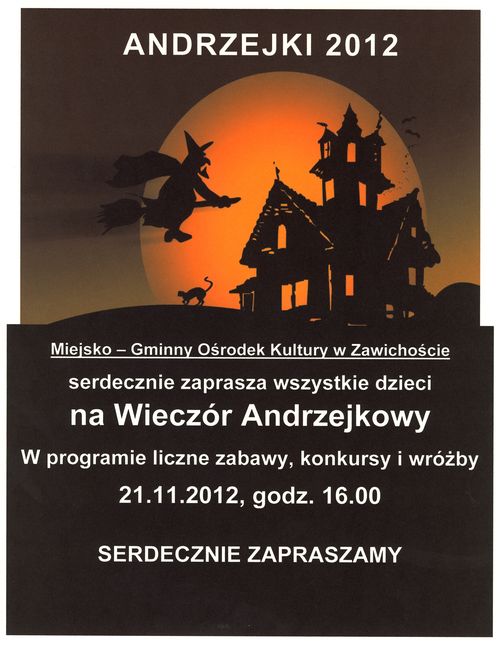 ANDRZEJKI 2012
Miejsko – Gminny Ośrodek Kultury w Zawichoście
serdecznie zaprasza wszystkie dzieci
na Wieczór Andrzejkowy
W programie liczne zabawy, konkursy i wróżby
21.11.2012, godz. 16.00
SERDECZNIE ZAPRASZAMY